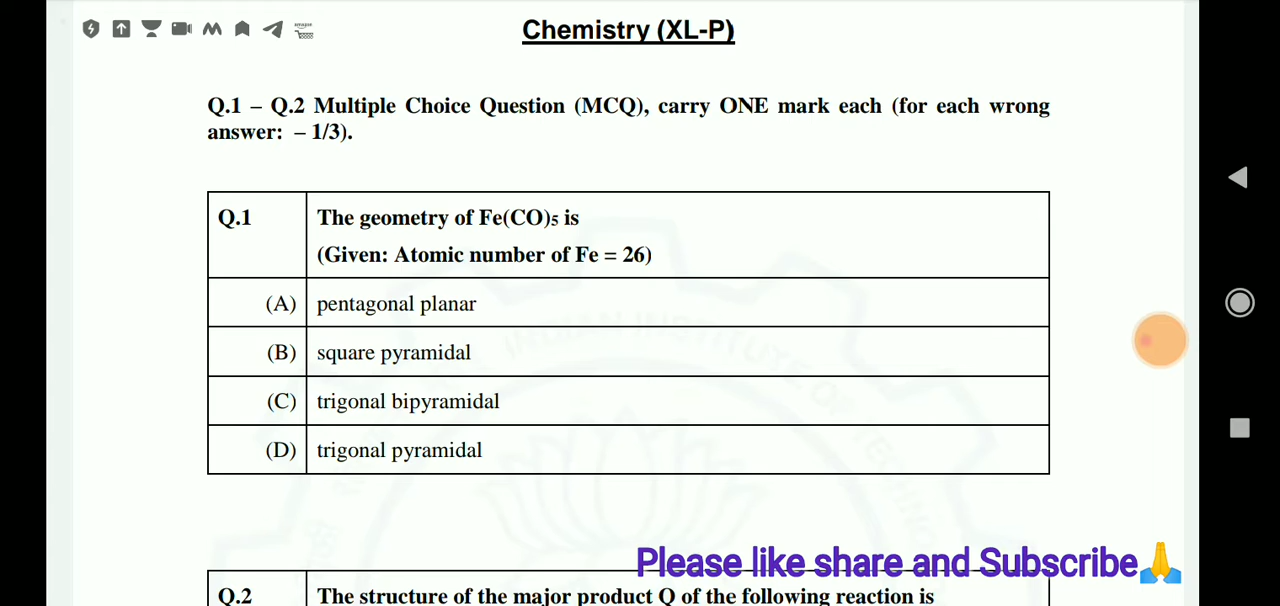 Chemistry (XL-P)
Q.1 – Q.2 Multiple Choice Question (MCQ), carry ONE mark each (for each wrong
answer: – 1/3).
Q.1 The geometry of Fe(CO)5 is
(Given: Atomic number of Fe = 26)
(A) pentagonal planar
(B) square pyramidal
(C) trigonal bipyramidal
(D) trigonal pyramidal
Please like share and Subscribe🙏
Q.2 The structure of the major product Q of the following reaction is